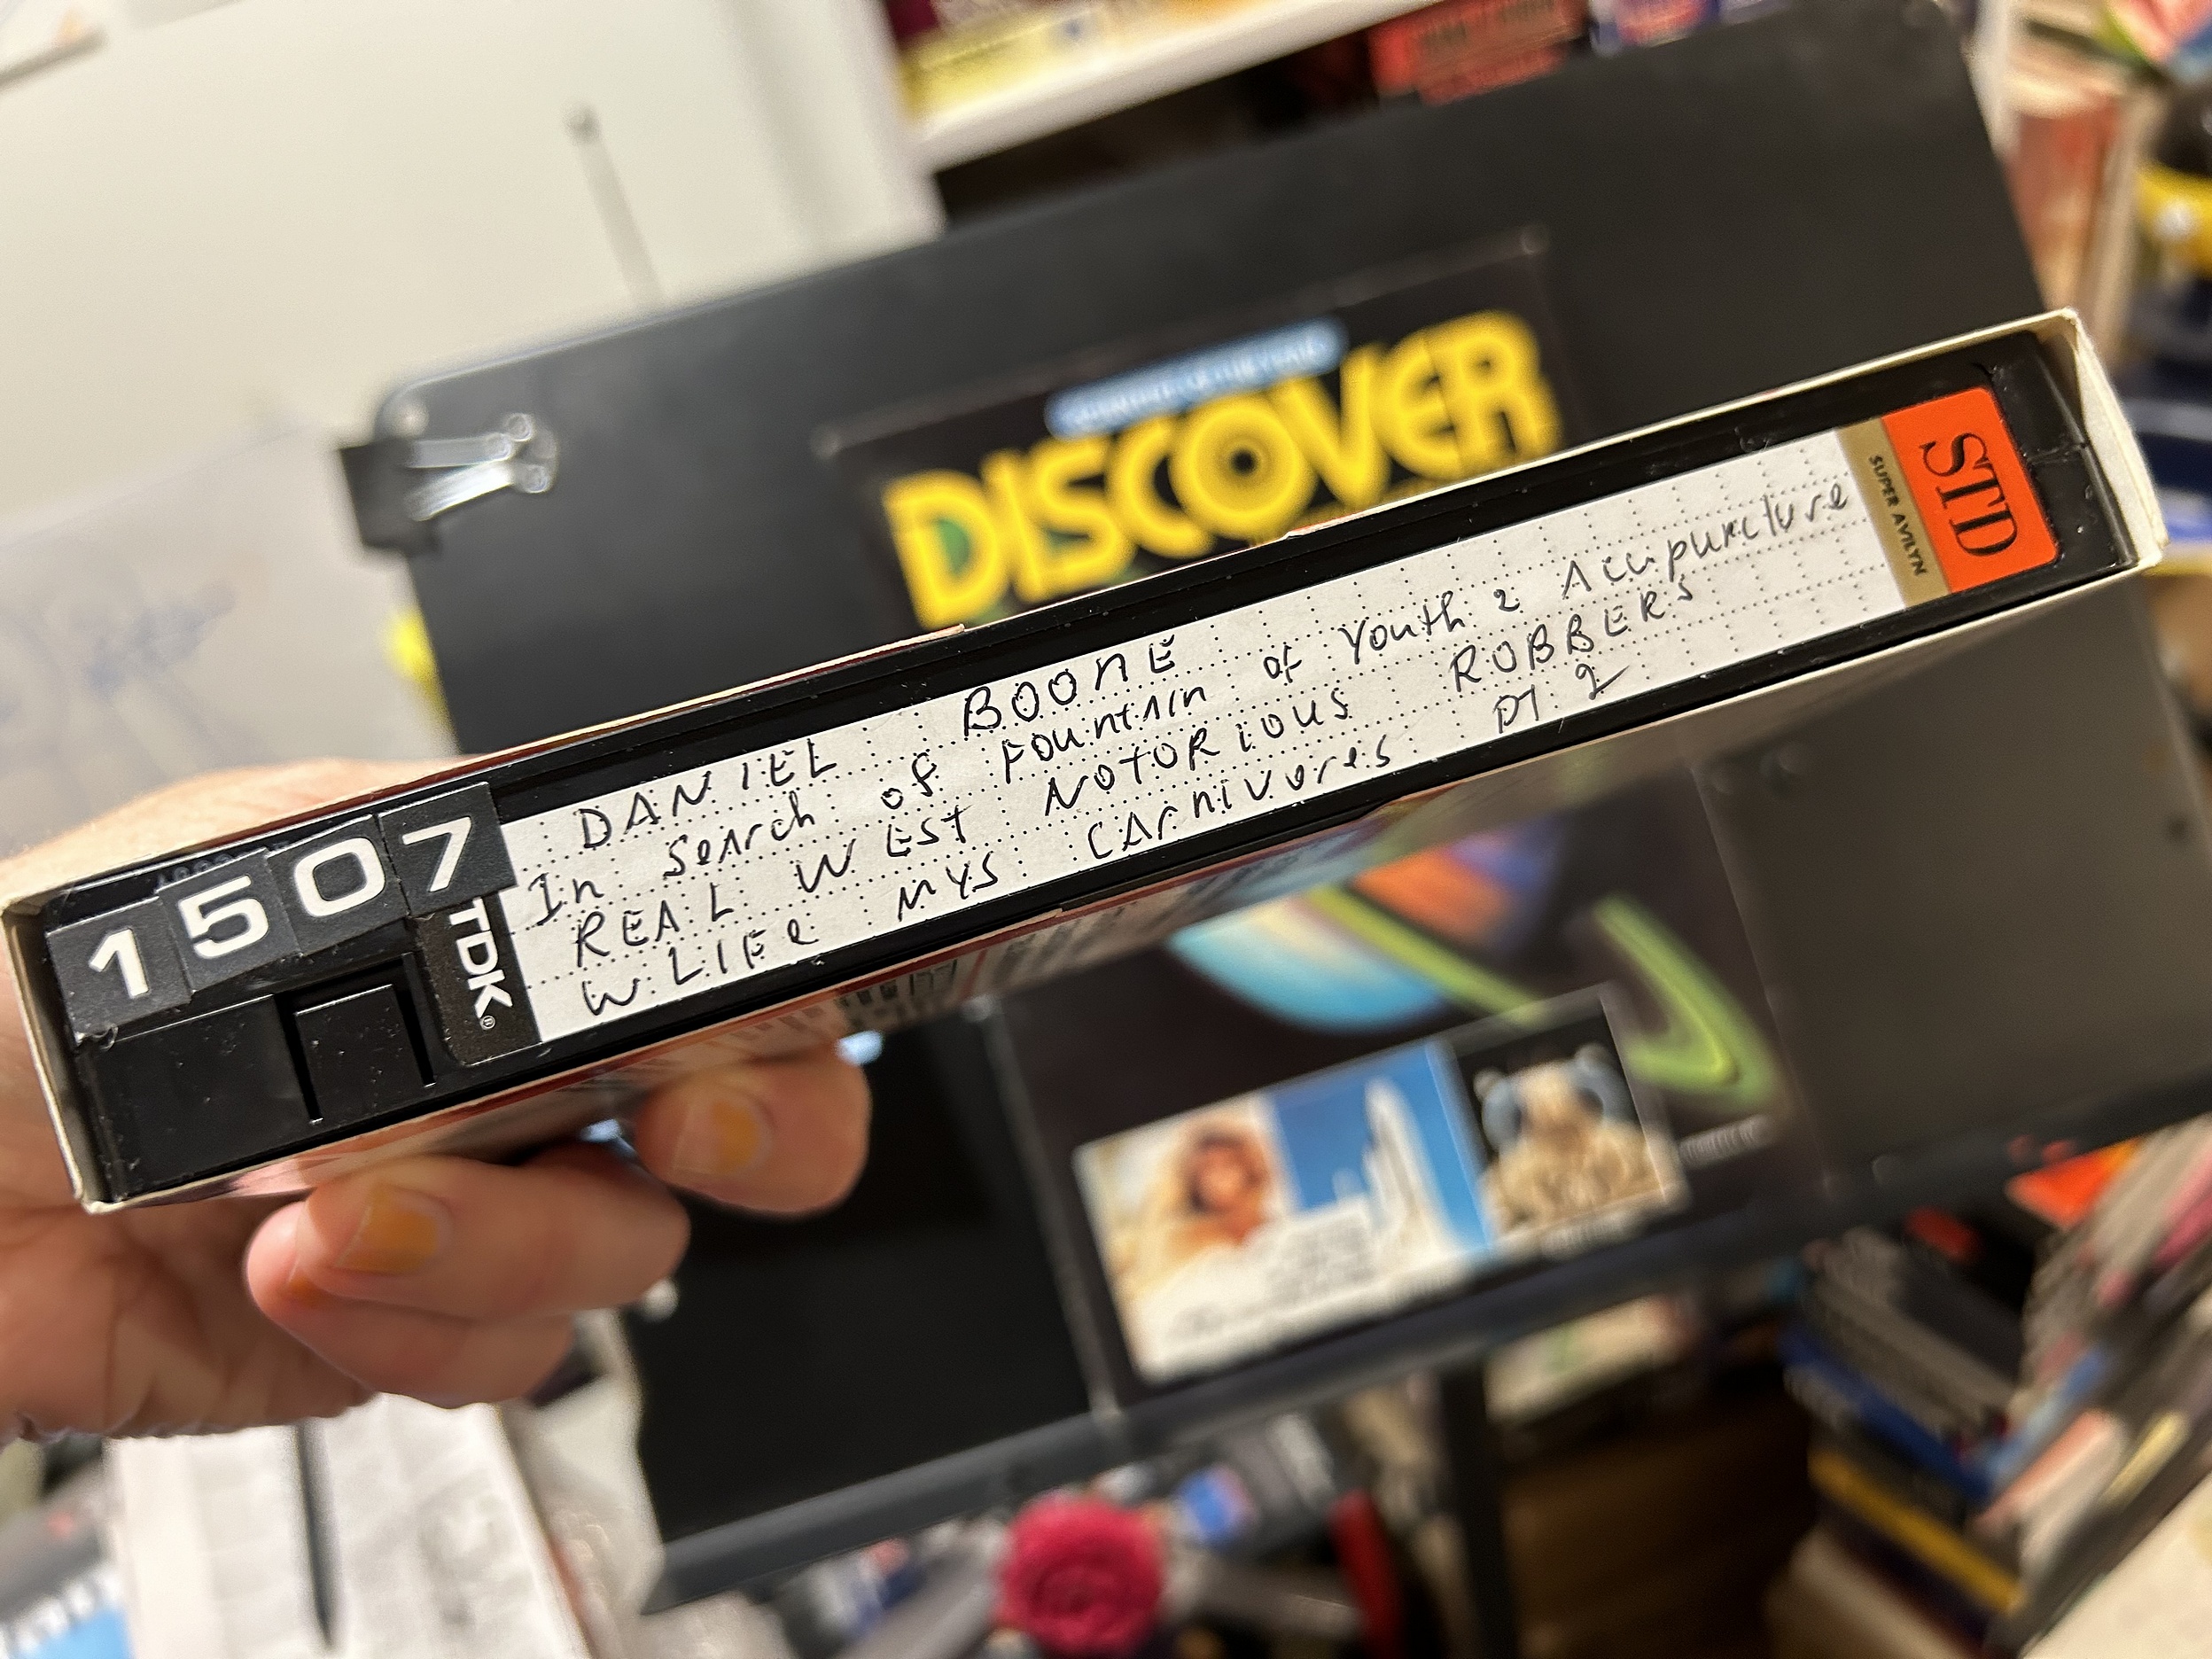 DISCOVER
1507
TDK®
DANIEL BOONE
In Search of Fountain of Youth 2 Acupuncture
REAL WEST NOTORIOUS ROBBERS
W. LIFe MYS CArnivores PT 2
SUPER AVILYN
STD